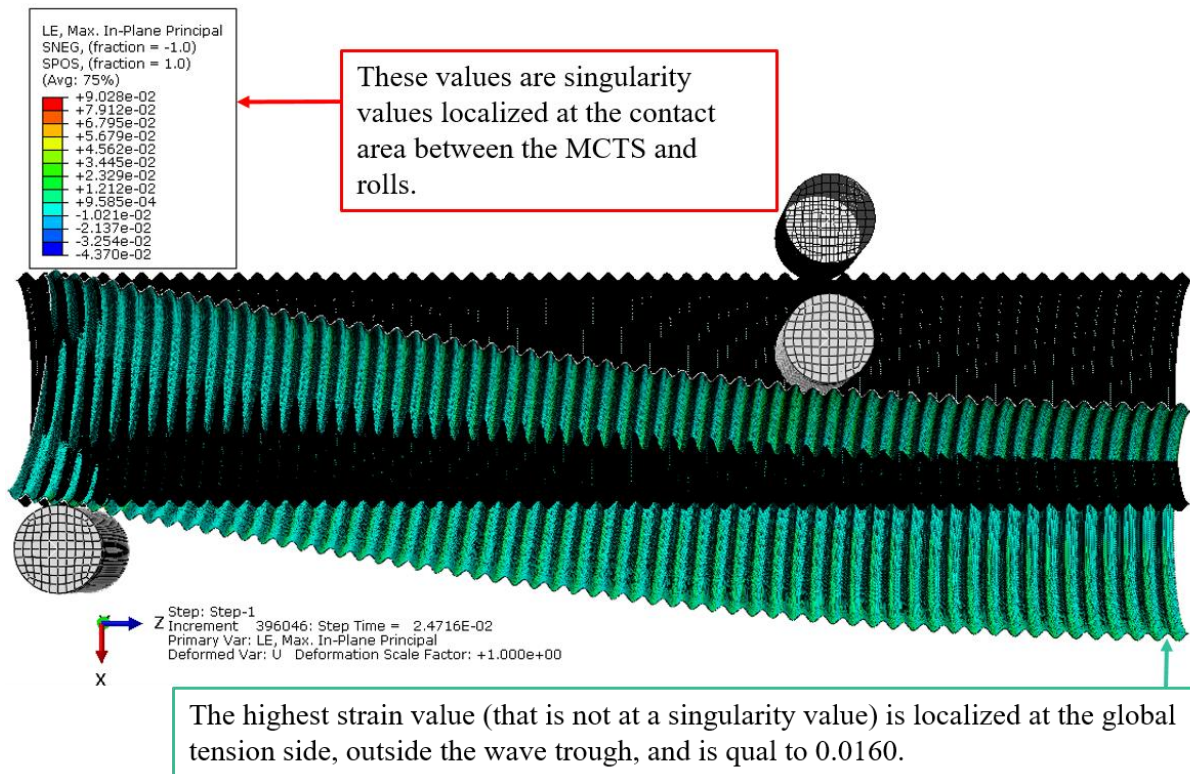 LE, Max. In-Plane Principal
SNEG, (fraction = -1.0)
SPOS, (fraction = 1.0)
(Avg: 75%)
+9.028e-02
+7.912e-02
+6.795e-02
+5.679e-02
+4.562e-02
+3.445e-02
+2.329e-02
+1.212e-02
+9.585e-04
-1.021e-02
-2.137e-02
-3.254e-02
-4.370e-02
These values are singularity
values localized at the contact
area between the MCTS and
rolls.
Z
X
Step: Step-1
Increment 396046: Step Time = 2.4716E-02
Primary Var: LE, Max. In-Plane Principal
Deformed Var: U Deformation Scale Factor: +1.000e+00
The highest strain value (that is not at a singularity value) is localized at the global
tension side, outside the wave trough, and is qual to 0.0160.